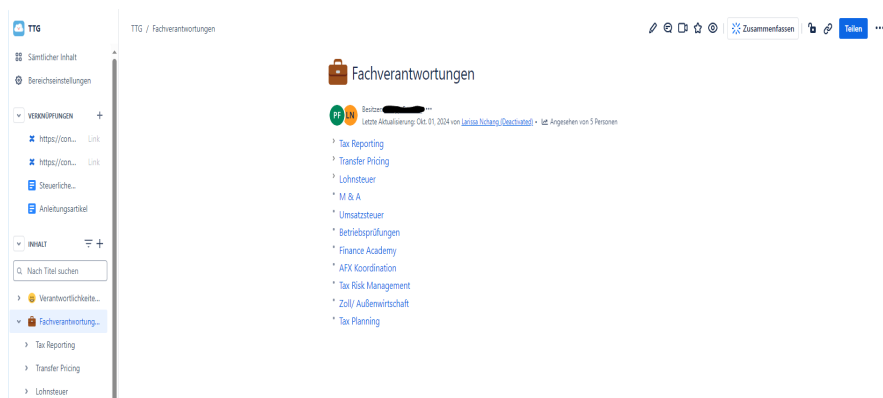 TTG
Sämtlicher Inhalt
Bereichseinstellungen
VERKNÜPFUNGEN
https://con... Link
https://con... Link
Steuerliche...
Anleitungsartikel
INHALT
Nach Titel suchen
Verantwortlichkeite...
Fachverantwortung...
Tax Reporting
Transfer Pricing
Lohnsteuer
TTG / Fachverantwortungen
Zusammenfassen
Teilen
Fachverantwortungen
PF LN
Besitzer
Letzte Aktualisierung: Okt. 01, 2024 von Larissa Nchang (Deactivated) • Angesehen von 5 Personen
Tax Reporting
Transfer Pricing
Lohnsteuer
M & A
Umsatzsteuer
Betriebsprüfungen
Finance Academy
AFX Koordination
Tax Risk Management
Zoll/ Außenwirtschaft
Tax Planning